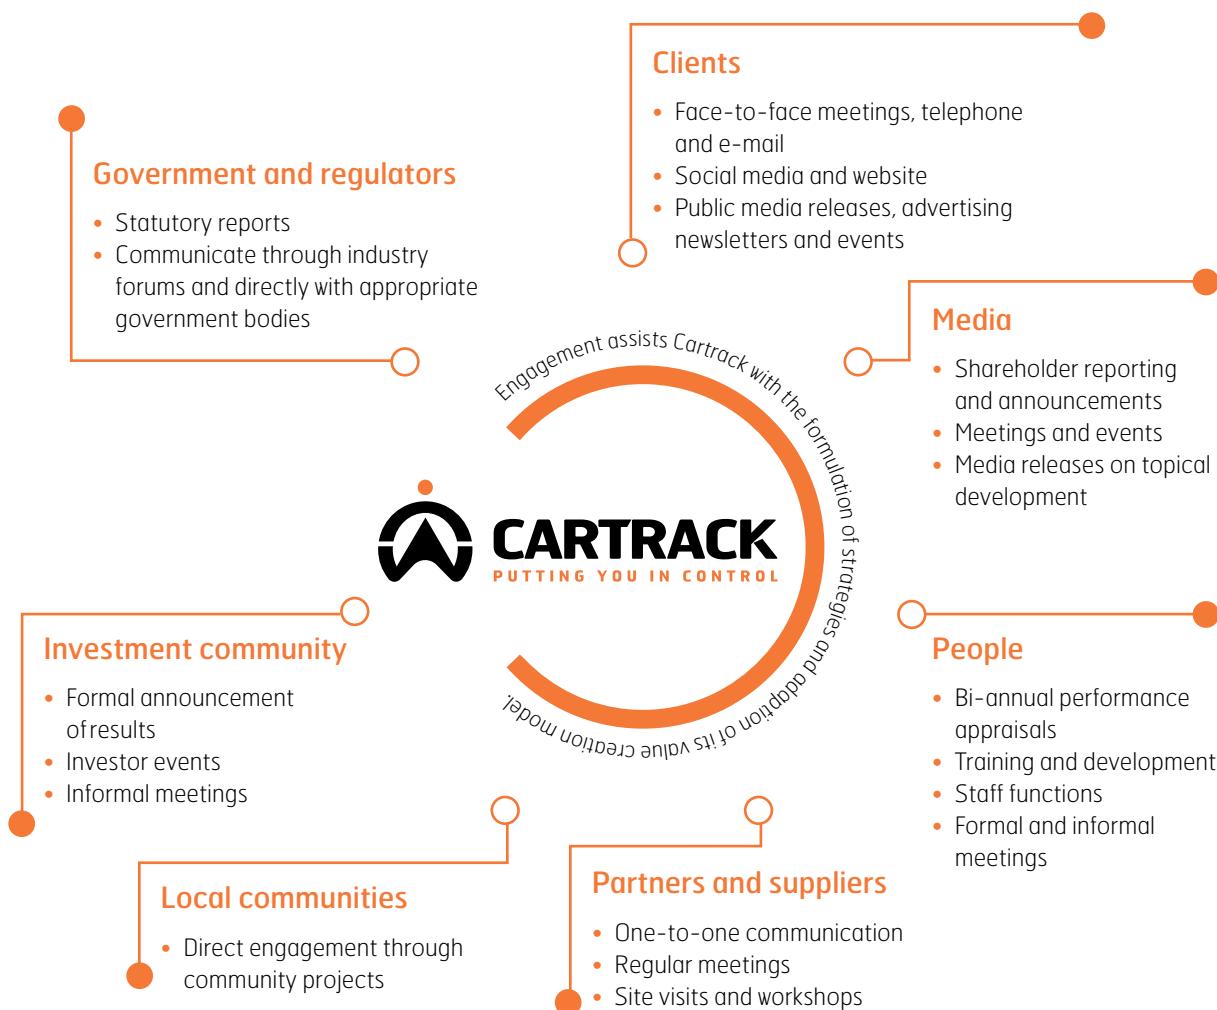 Clients
• Face-to-face meetings, telephone
and e-mail
• Social media and website
• Public media releases, advertising
newsletters and events
Government and regulators
• Statutory reports
• Communicate through industry
forums and directly with appropriate
government bodies
Media
• Shareholder reporting
and announcements
• Meetings and events
• Media releases on topical
development
Engagement assists Cartrack with the formulation of strategies and adaption of its value creation model.
CARTRACK
PUTTING YOU IN CONTROL
Investment community
• Formal announcement
of results
• Investor events
• Informal meetings
People
• Bi-annual performance
appraisals
• Training and development
• Staff functions
• Formal and informal
meetings
Local communities
• Direct engagement through
community projects
Partners and suppliers
• One-to-one communication
• Regular meetings
• Site visits and workshops